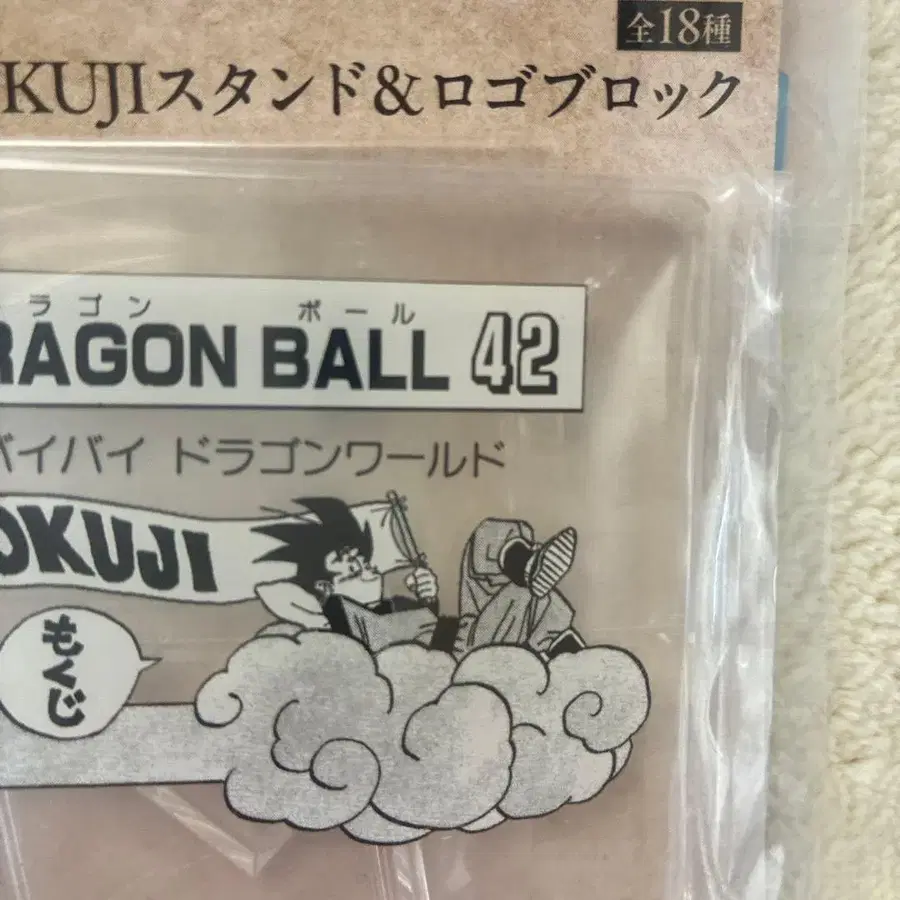 全18種
KUJIスタンド&ロゴブロック
ラゴン ボール
RAGON BALL 42
バイバイ ドラゴンワールド
OKUJI
もくじ